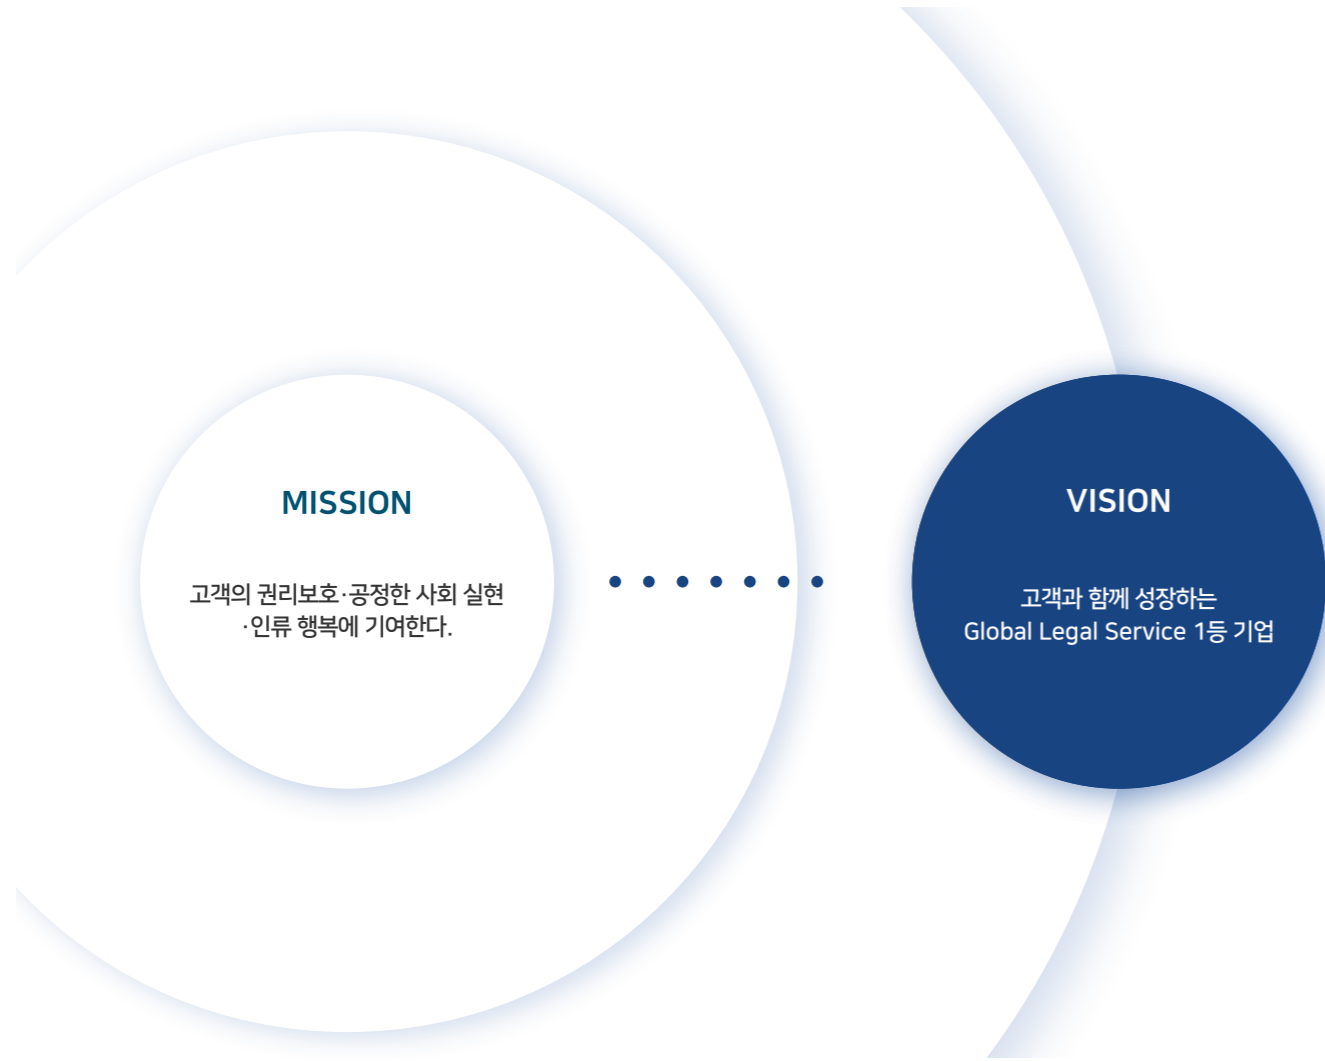 MISSION
고객의 권리보호·공정한 사회 실현
·인류 행복에 기여한다.
VISION
고객과 함께 성장하는
Global Legal Service 1등 기업